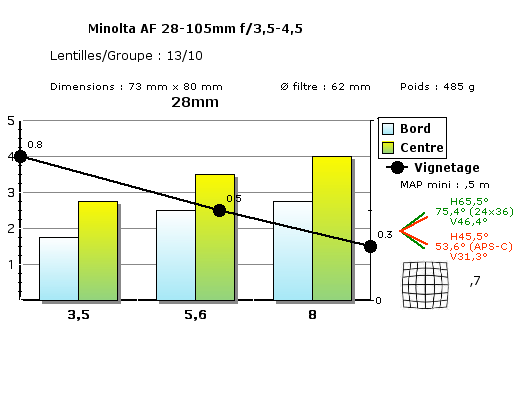 Minolta AF 28-105mm f/3,5-4,5
Lentilles/Groupe : 13/10
Dimensions : 73 mm x 80 mm Ø filtre : 62 mm Poids : 485 g
28mm
5
4
3
2
1
0.8
0.5
0.3
0
3,5 5,6 8
Bord
Centre
Vignetage
MAP mini : ,5 m
H65,5°
75,4° (24x36)
V46,4°
H45,5°
53,6° (APS-C)
V31,3°
,7